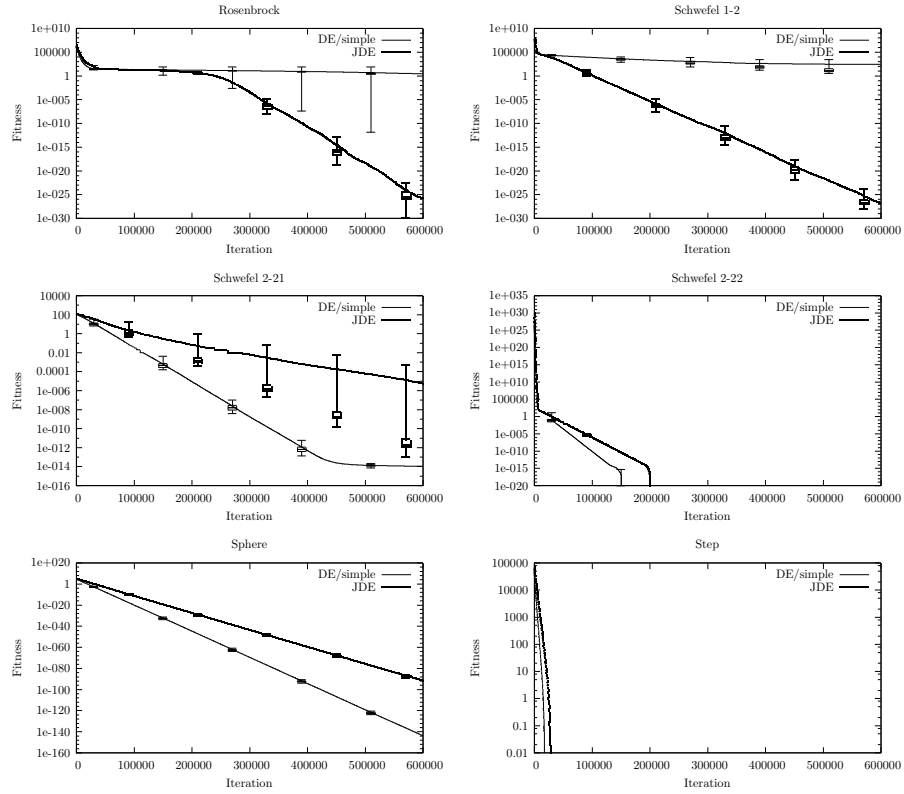 Rosenbrock
1e+010
100000
1
1e-005
1e-010
1e-015
1e-020
1e-025
1e-030
0 100000 200000 300000 400000 500000 600000
Fitness
Iteration
DE/simple
JDE
Schwefel 1-2
1e+010
100000
1
1e-005
1e-010
1e-015
1e-020
1e-025
1e-030
0 100000 200000 300000 400000 500000 600000
Fitness
Iteration
DE/simple
JDE
Schwefel 2-21
10000
100
1
0.01
0.0001
1e-006
1e-008
1e-010
1e-012
1e-014
1e-016
0 100000 200000 300000 400000 500000 600000
Fitness
Iteration
DE/simple
JDE
Schwefel 2-22
1e+035
1e+030
1e+025
1e+020
1e+015
1e+010
100000
1
1e-005
1e-010
1e-015
1e-020
0 100000 200000 300000 400000 500000 600000
Fitness
Iteration
DE/simple
JDE
Sphere
1e+020
1
1e-020
1e-040
1e-060
1e-080
1e-100
1e-120
1e-140
1e-160
0 100000 200000 300000 400000 500000 600000
Fitness
Iteration
DE/simple
JDE
Step
100000
10000
1000
100
10
1
0.1
0.01
0 100000 200000 300000 400000 500000 600000
Fitness
Iteration
DE/simple
JDE